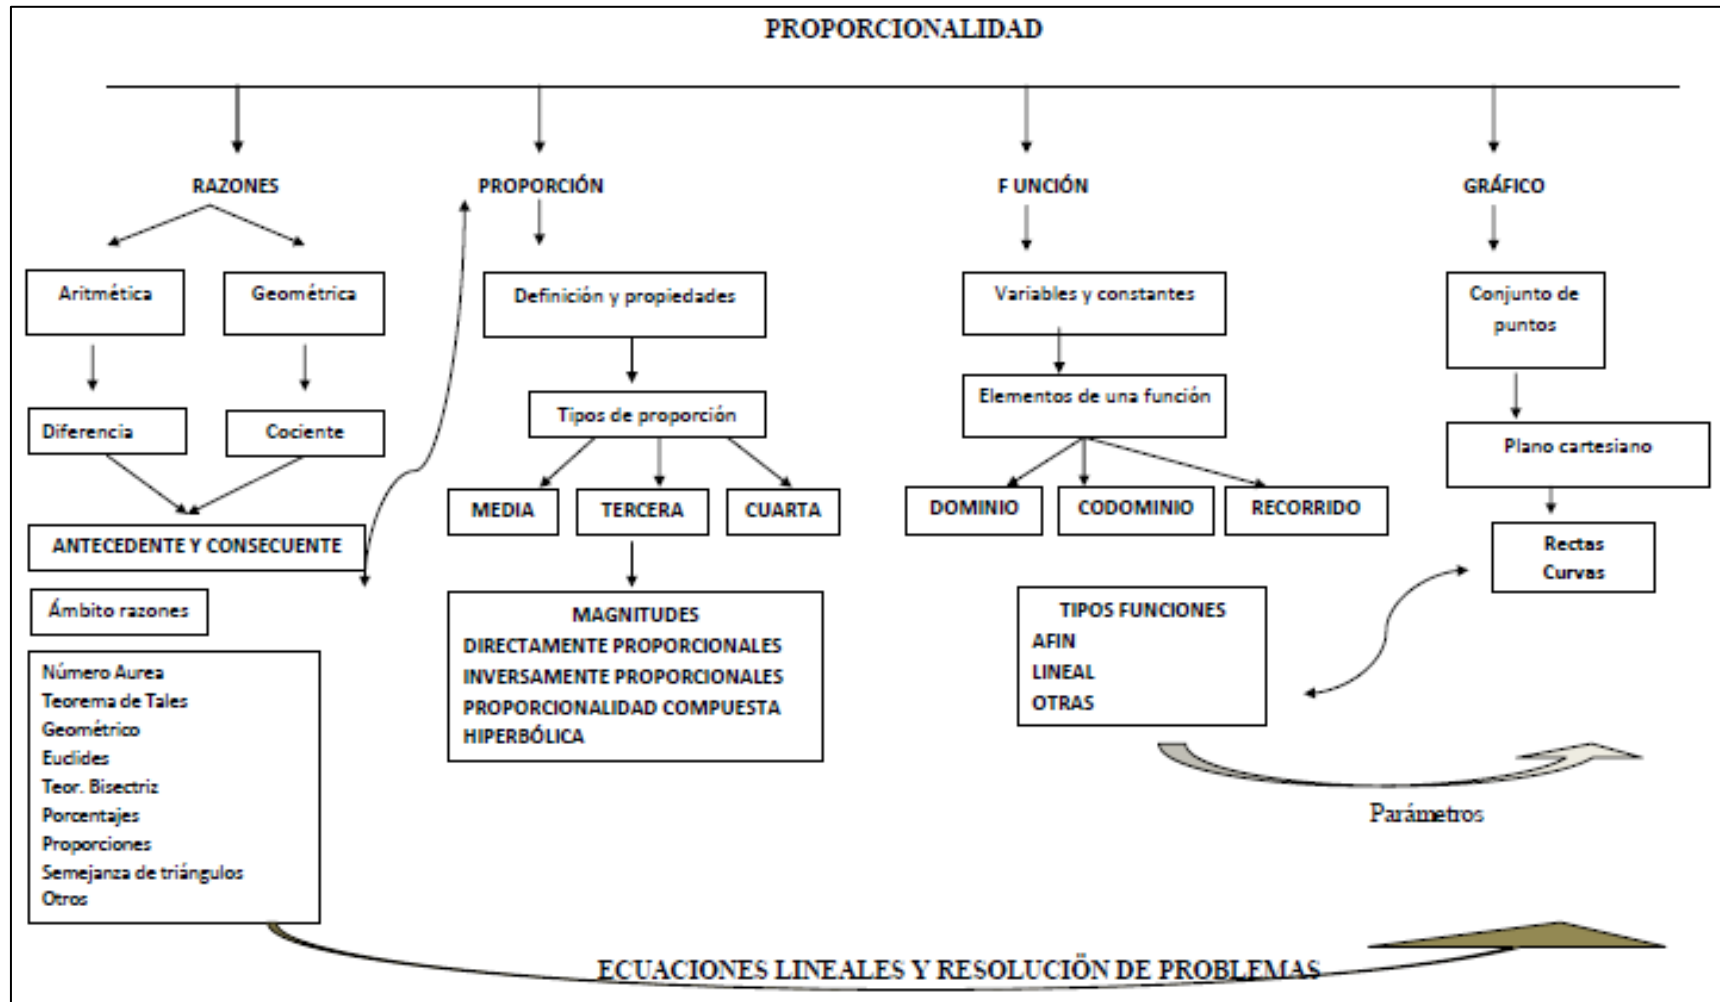 PROPORCIONALIDAD
RAZONES
PROPORCIÓN
F UNCIÓN
GRÁFICO
Aritmética
Geométrica
Definición y propiedades
Variables y constantes
Conjunto de
puntos
Diferencia
Cociente
Tipos de proporción
Elementos de una función
Plano cartesiano
MEDIA
TERCERA
CUARTA
DOMINIO
CODOMINIO
RECORRIDO
ANTECEDENTE Y CONSECUENTE
Rectas
Curvas
Ámbito razones
MAGNITUDES
DIRECTAMENTE PROPORCIONALES
INVERSAMENTE PROPORCIONALES
PROPORCIONALIDAD COMPUESTA
HIPERBÓLICA
TIPOS FUNCIONES
AFIN
LINEAL
OTRAS
Número Aurea
Teorema de Tales
Geométrico
Euclides
Teor. Bisectriz
Porcentajes
Proporciones
Semejanza de triángulos
Otros
Parámetros
ECUACIONES LINEALES Y RESOLUCIÖN DE PROBLEMAS